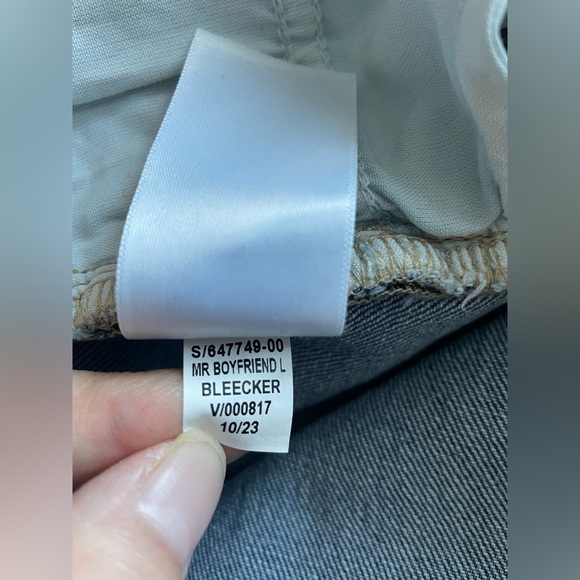 S/647749-00
MR BOYFRIEND L
BLEECKER
V/000817
10/23